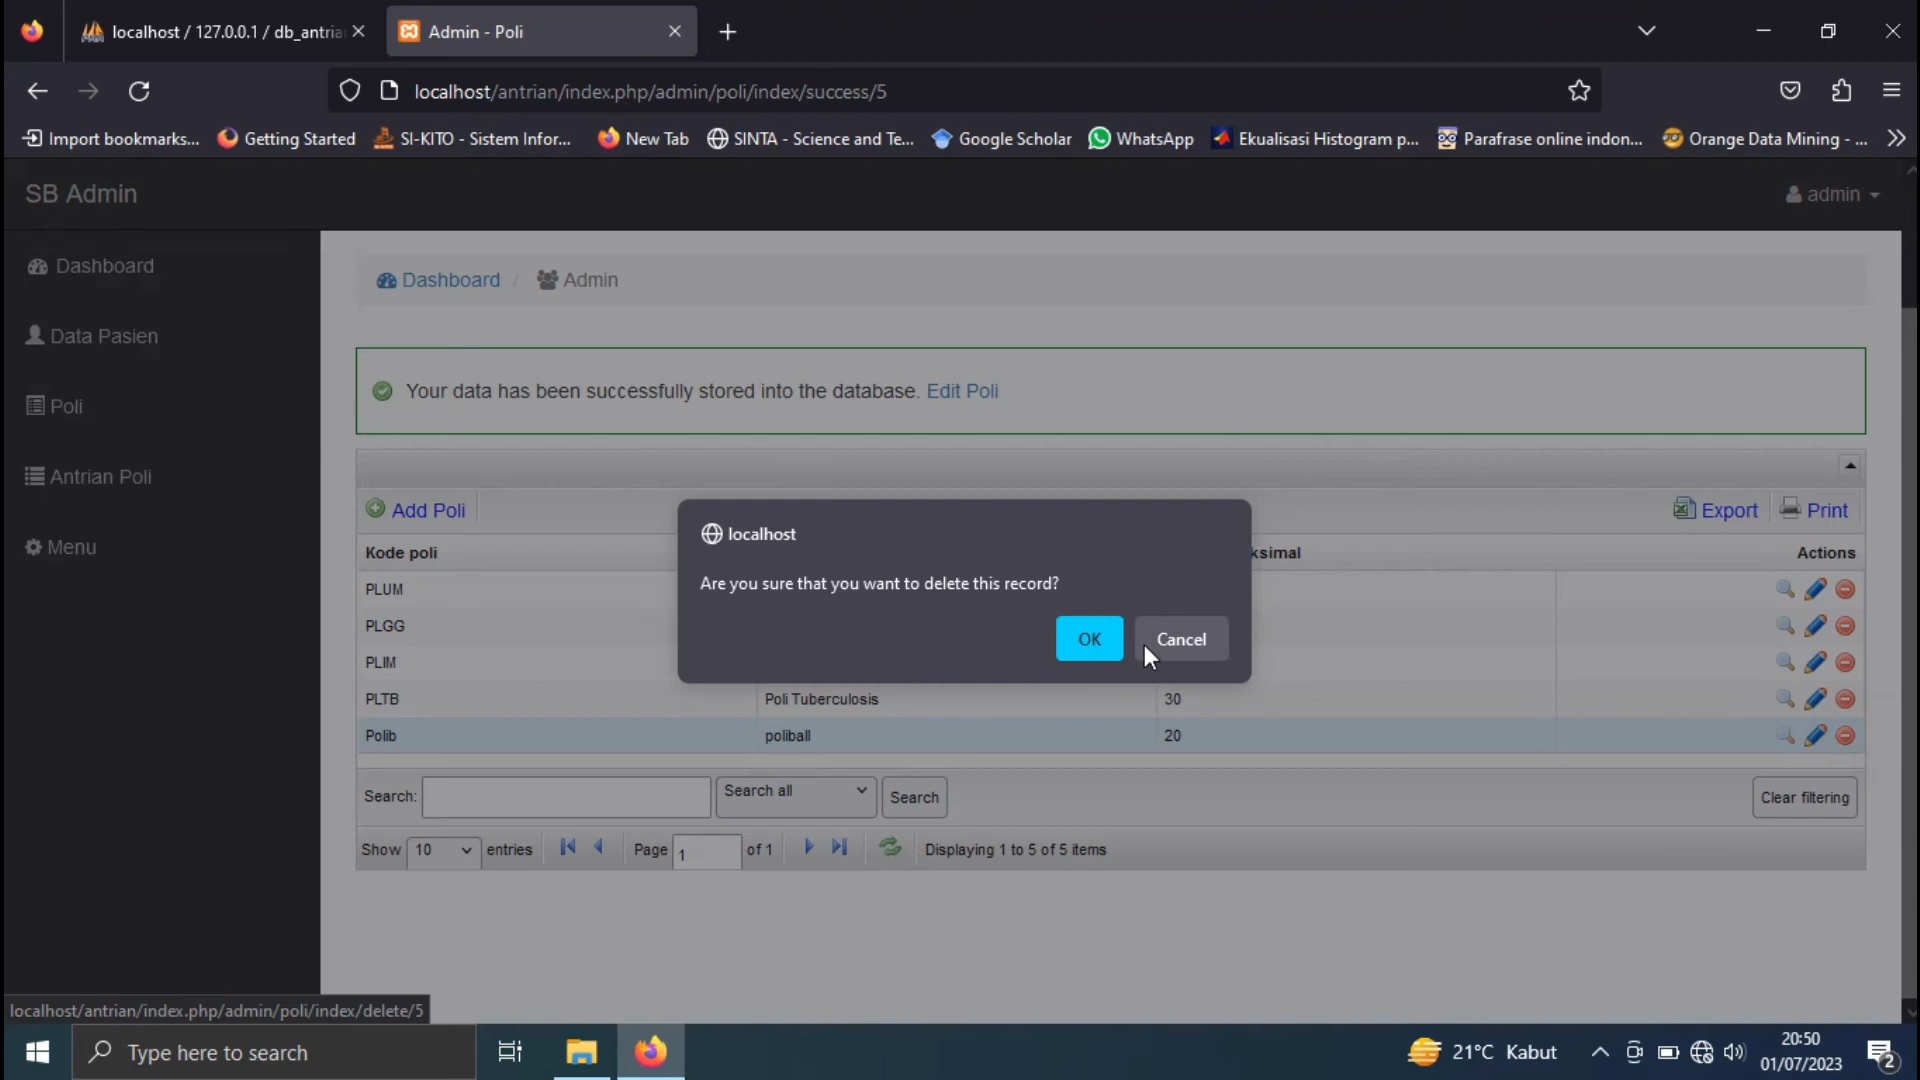 localhost / 127.0.0.1 / db_antria
Admin - Poli
localhost/antrian/index.php/admin/poli/index/success/5
Import bookmarks...
Getting Started
SI-KITO - Sistem Infor...
New Tab
SINTA - Science and Te...
Google Scholar
WhatsApp
Ekualisasi Histogram p...
Parafrase online indon...
Orange Data Mining - ...
SB Admin
admin
Dashboard
Data Pasien
Poli
Antrian Poli
Menu
Dashboard / Admin
Your data has been successfully stored into the database. Edit Poli
Add Poli
Export
Print
Kode poli
ksimal
Actions
PLUM
PLGG
PLIM
PLTB Poli Tuberculosis 30
Polib poliball 20
localhost
Are you sure that you want to delete this record?
OK
Cancel
Search:
Search all
Search
Clear filtering
Show 10 entries
Page 1 of 1
Displaying 1 to 5 of 5 items
localhost/antrian/index.php/admin/poli/index/delete/5
Type here to search
21°C Kabut
20:50
01/07/2023
2